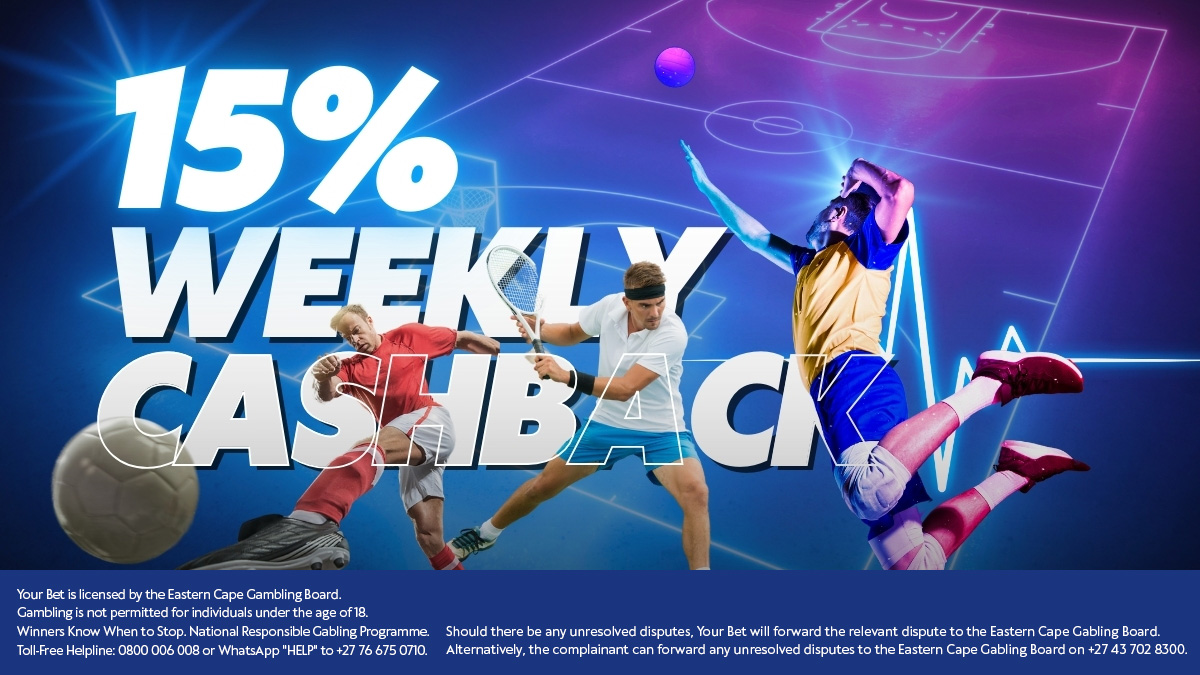 15%
WEEKLY
CASHBACK
Your Bet is licensed by the Eastern Cape Gambling Board.
Gambling is not permitted for individuals under the age of 18.
Winners Know When to Stop. National Responsible Gabling Programme.
Toll-Free Helpline: 0800 006 008 or WhatsApp "HELP" to +27 76 675 0710.
Should there be any unresolved disputes, Your Bet will forward the relevant dispute to the Eastern Cape Gabling Board.
Alternatively, the complainant can forward any unresolved disputes to the Eastern Cape Gabling Board on +27 43 702 8300.